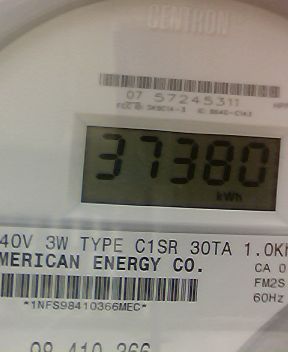 CENTRON
07 57245311
37380
kWh
40V 3W TYPE C1SR 30TA 1.0K
MERICAN ENERGY CO.
CA 0
FM2S
60Hz
*1NFS98410366MEC*
98 410 366